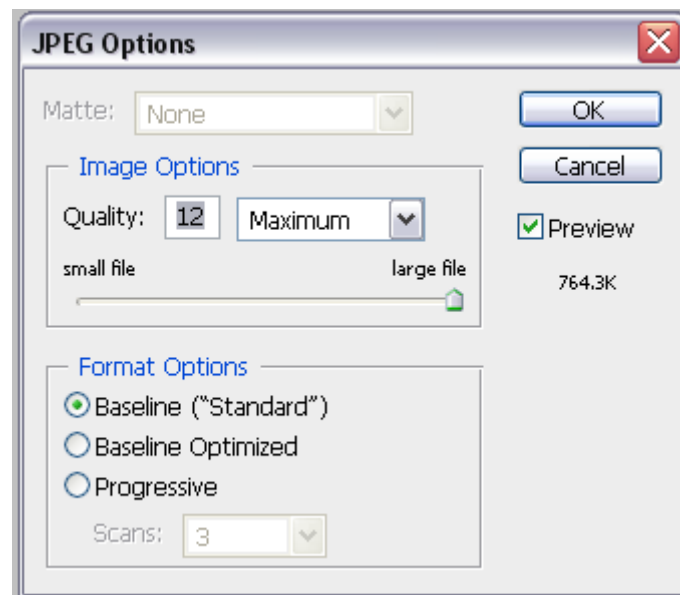 JPEG Options
Matte: None
OK
Image Options
Cancel
Quality: 12 Maximum
Preview
small file large file
764.3K
Format Options
Baseline (“Standard”)
Baseline Optimized
Progressive
Scans: 3